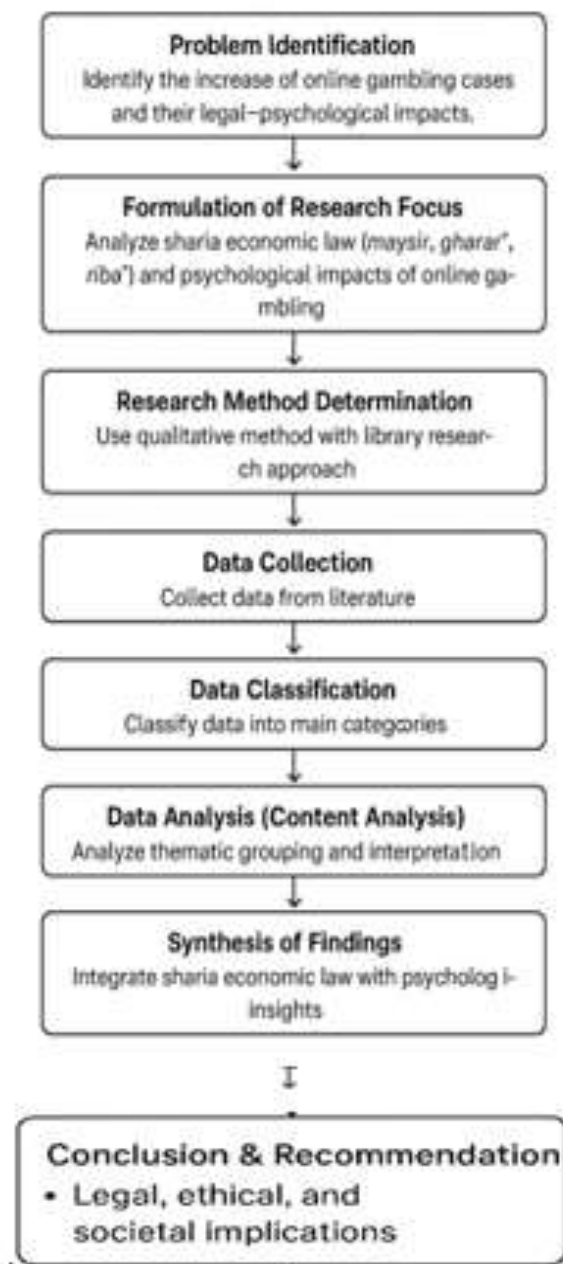 Problem Identification
Identify the increase of online gambling cases
and their legal–psychological impacts.
Formulation of Research Focus
Analyze sharia economic law (maysir, gharar",
riba") and psychological impacts of online ga-
mbling
Research Method Determination
Use qualitative method with library resear-
ch approach
Data Collection
Collect data from literature
Data Classification
Classify data into main categories
Data Analysis (Content Analysis)
Analyze thematic grouping and interpretation
Synthesis of Findings
Integrate sharia economic law with psycholog i-
insights
Conclusion & Recommendation
• Legal, ethical, and
societal implications